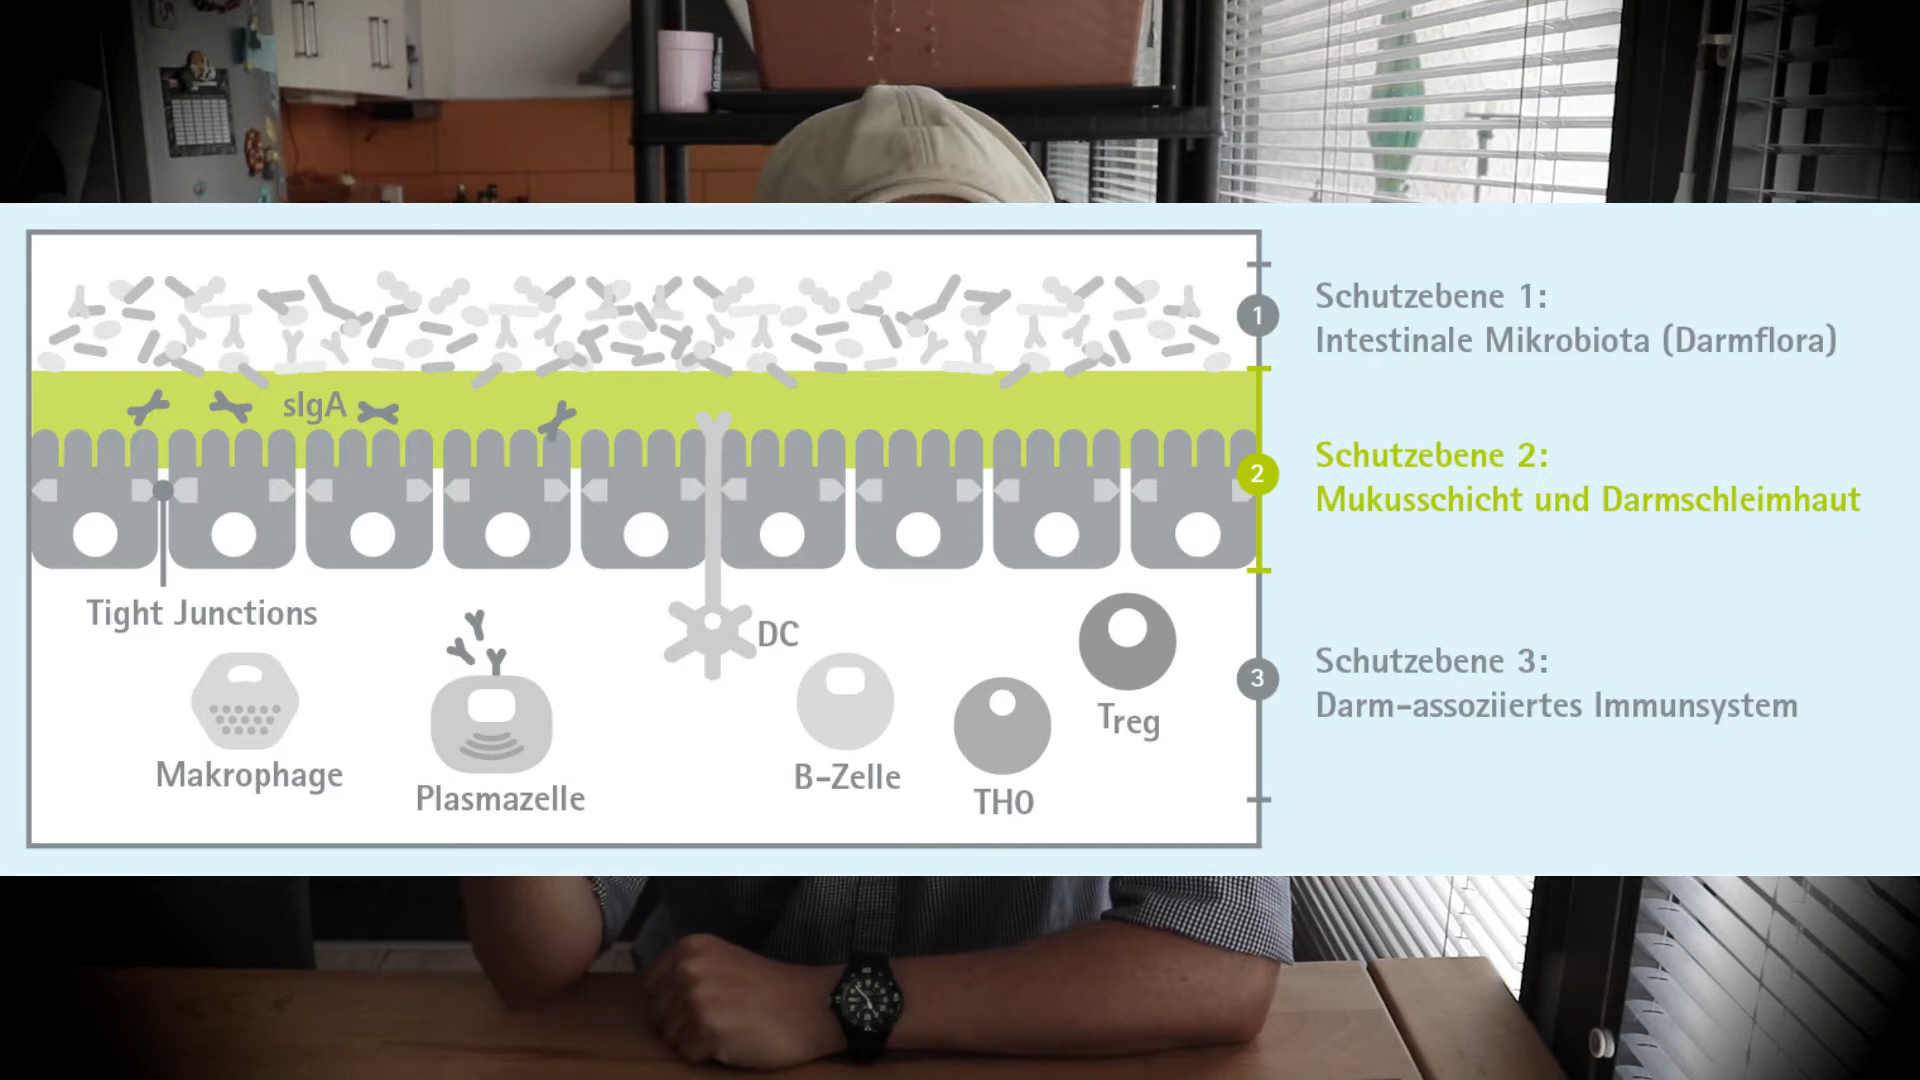 1
Schutzebene 1:
Intestinale Mikrobiota (Darmflora)
sIgA
2
Schutzebene 2:
Mukusschicht und Darmschleimhaut
Tight Junctions
DC
3
Schutzebene 3:
Darm-assoziiertes Immunsystem
Treg
Makrophage
Plasmazelle
B-Zelle
TH0